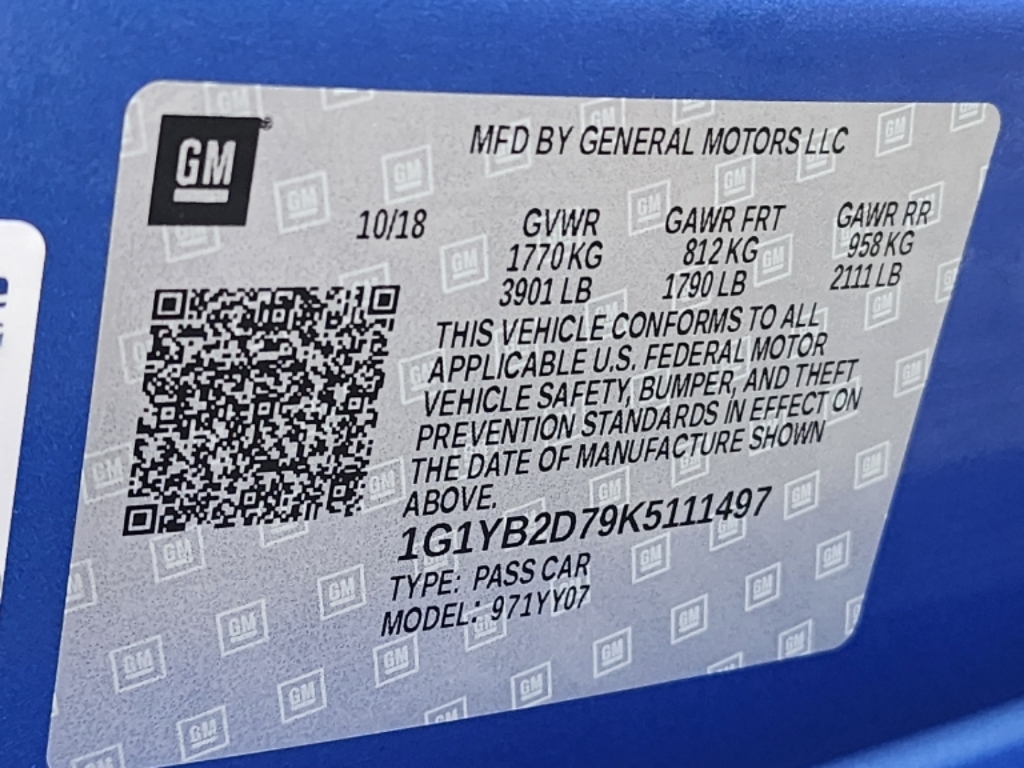 GM
MFD BY GENERAL MOTORS LLC
10/18 GVWR GAWR FRT GAWR RR
1770 KG 812 KG 958 KG
3901 LB 1790 LB 2111 LB
THIS VEHICLE CONFORMS TO ALL
APPLICABLE U.S. FEDERAL MOTOR
VEHICLE SAFETY, BUMPER, AND THEFT
PREVENTION STANDARDS IN EFFECT ON
THE DATE OF MANUFACTURE SHOWN
ABOVE.
1G1YB2D79K5111497
TYPE: PASS CAR
MODEL: 971YY07